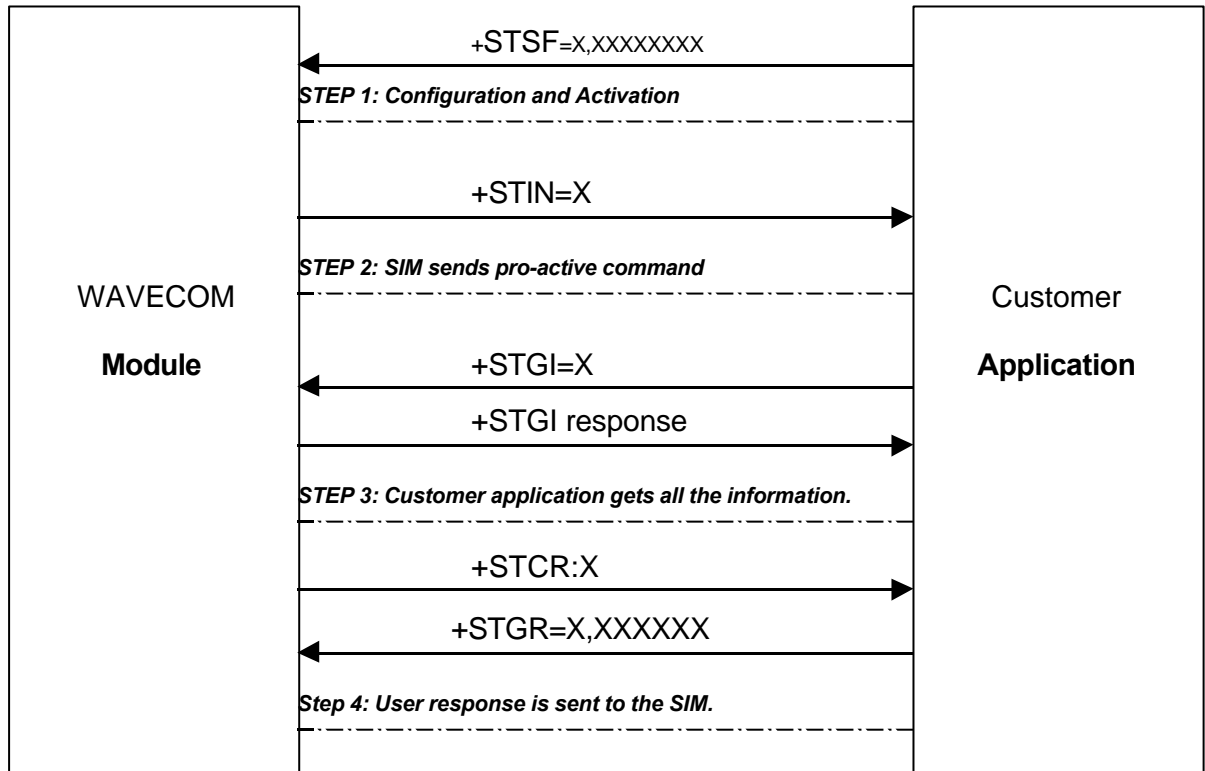 +STSF=X,XXXXXXXX
STEP 1: Configuration and Activation
+STIN=X
STEP 2: SIM sends pro-active command
WAVECOM
Module
Customer
Application
+STGI=X
+STGI response
STEP 3: Customer application gets all the information.
+STCR:X
+STGR=X,XXXXXX
Step 4: User response is sent to the SIM.